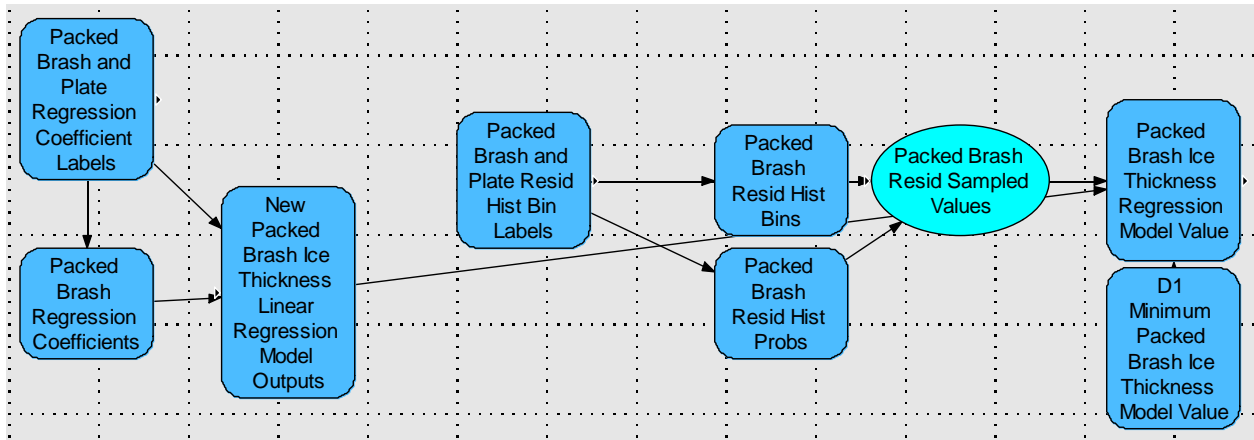 Packed
Brash and
Plate
Regression
Coefficient
Labels
Packed
Brash
Regression
Coefficients
New
Packed
Brash Ice
Thickness
Linear
Regression
Model
Outputs
Packed
Brash and
Plate Resid
Hist Bin
Labels
Packed
Brash
Resid Hist
Bins
Packed
Brash
Resid Hist
Probs
Packed Brash
Resid Sampled
Values
Packed
Brash Ice
Thickness
Regression
Model Value
D1
Minimum
Packed
Brash Ice
Thickness
Model Value